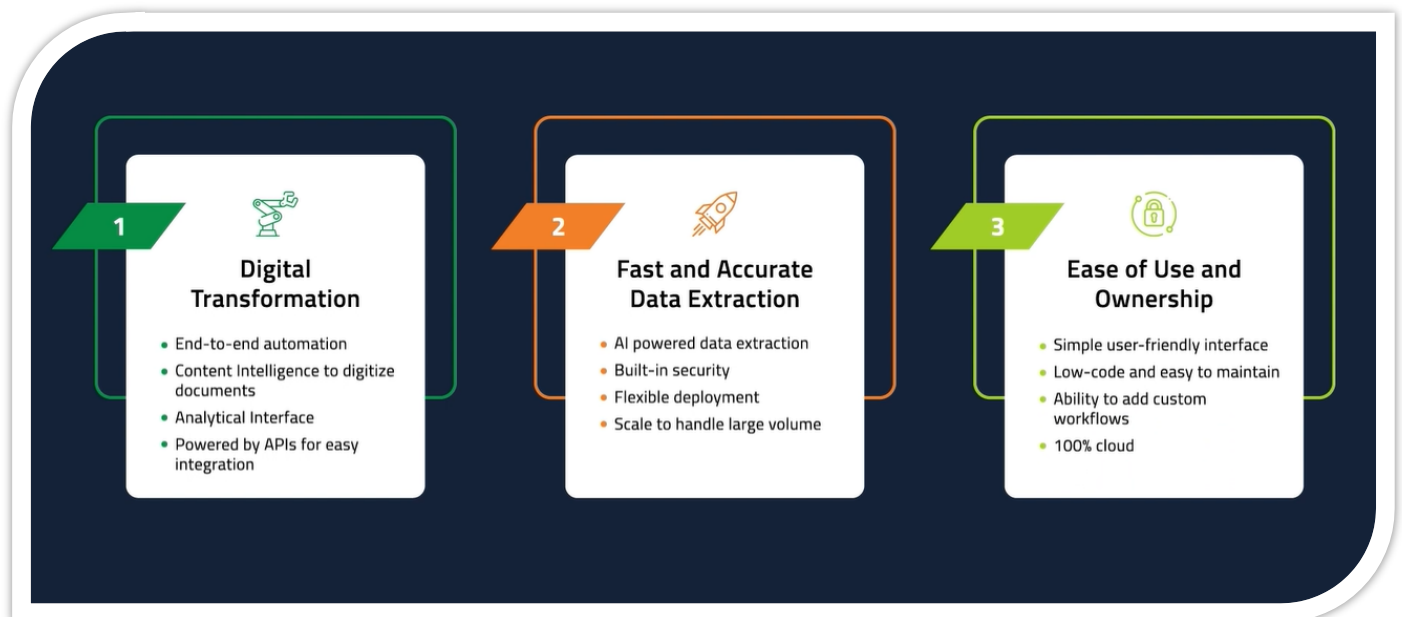 1
Digital
Transformation
• End-to-end automation
• Content Intelligence to digitize
documents
• Analytical Interface
• Powered by APIs for easy
integration
2
Fast and Accurate
Data Extraction
• AI powered data extraction
• Built-in security
• Flexible deployment
• Scale to handle large volume
3
Ease of Use and
Ownership
• Simple user-friendly interface
• Low-code and easy to maintain
• Ability to add custom
workflows
• 100% cloud